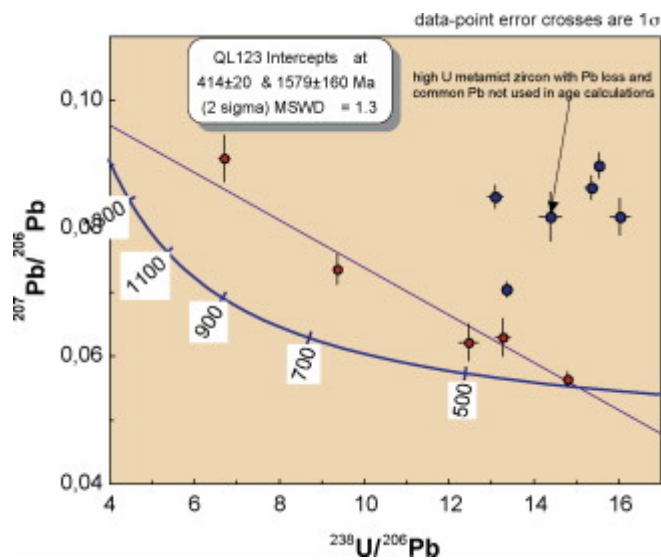 data-point error crosses are 1σ
QL123 Intercepts at
414±20 & 1579±160 Ma
(2 sigma) MSWD = 1.3
high U metamict zircon with Pb loss and
common Pb not used in age calculations
0,10
0,08
0,06
0,04
207Pb/206Pb
1300
1100
900
700
500
4 6 8 10 12 14 16
238U/206Pb